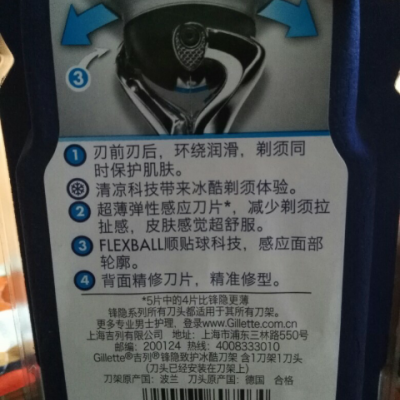 3
1 刃前刃后，环绕润滑，剃须同
时保护肌肤。
清凉科技带来冰酷剃须体验。
2 超薄弹性感应刀片*，减少剃须拉
扯感，皮肤感觉超舒服。
3 FLEXBALL顺贴球科技，感应面部
轮廓。
4 背面精修刀片，精准修型。
*5片中的4片比锋隐更薄
锋隐系列所有刀头都适用于其所有刀架。
更多专业男士护理，登录www.Gillette.com.cn
上海吉列有限公司 地址：上海市三林路550号
邮编：200124 热线：4008333010
Gillette®吉列®锋隐致护冰酷刀架 含1刀架1刀头
(刀头已经安装在刀架上)
刀架原产国：波兰 刀头原产国：德国 合格